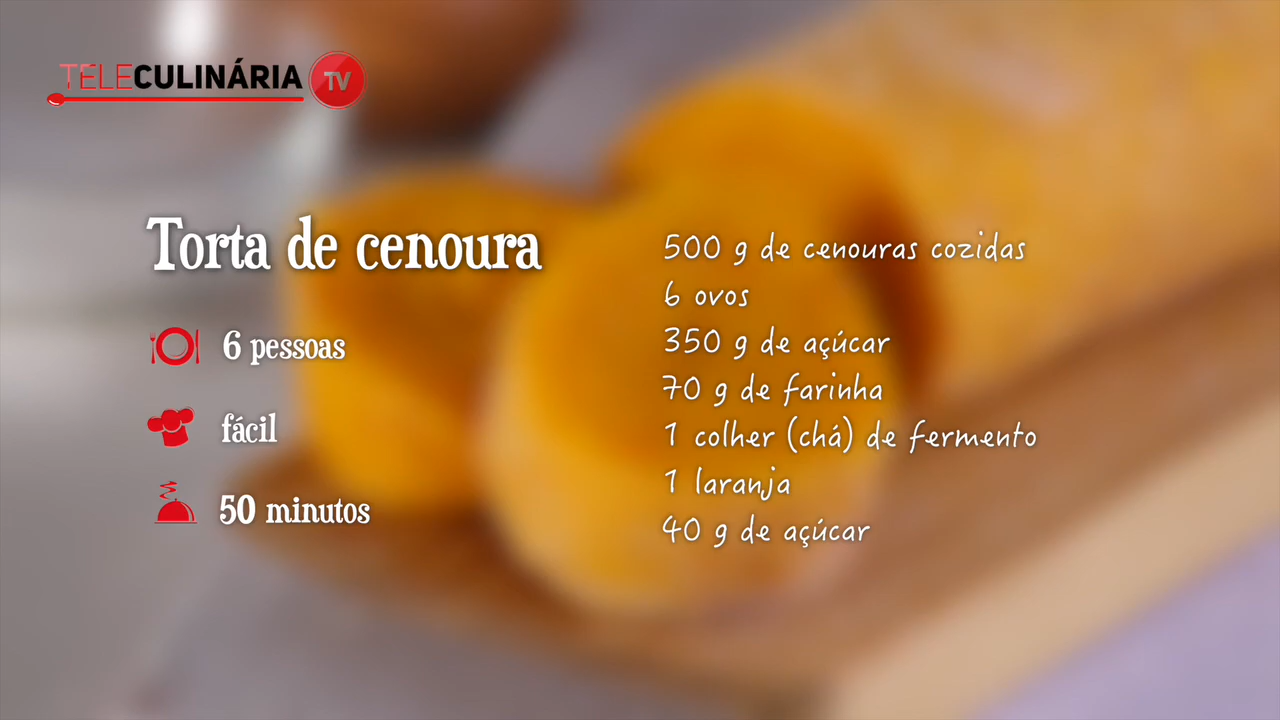 TELECULINÁRIA TV
Torta de cenoura
6 pessoas
fácil
50 minutos
500 g de cenouras cozidas
6 ovos
350 g de açúcar
70 g de farinha
1 colher (chá) de fermento
1 laranja
40 g de açúcar